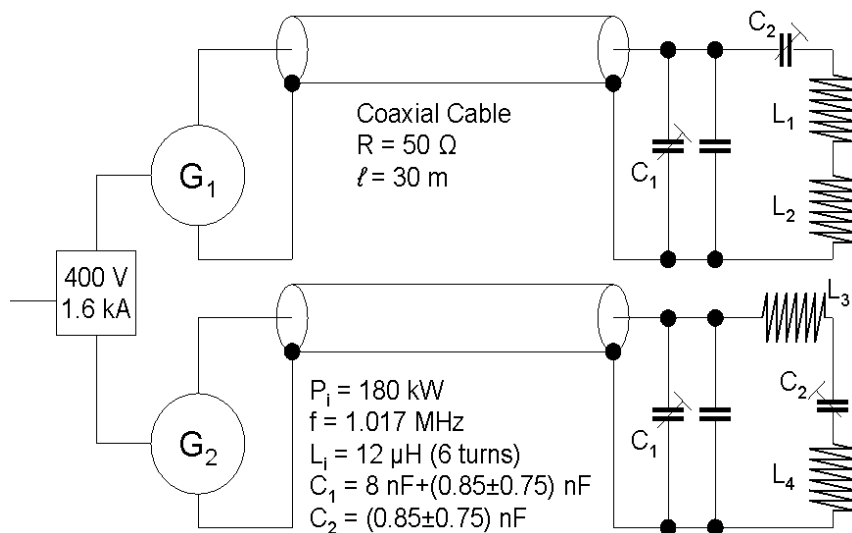 C₂
L₁
Coaxial Cable
R = 50 Ω
ℓ = 30 m
C₁
G₁
L₂
400 V
1.6 kA
L₃
G₂
P_i = 180 kW
f = 1.017 MHz
L_i = 12 μH (6 turns)
C₁ = 8 nF+(0.85±0.75) nF
C₂ = (0.85±0.75) nF
C₁
C₂
L₄